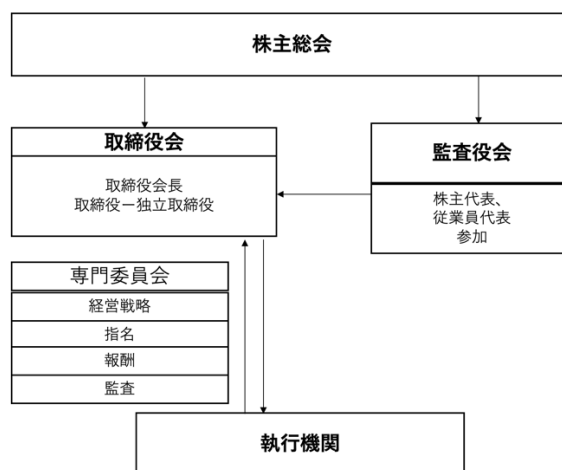 株主総会
取締役会
取締役会長
取締役ー独立取締役
監査役会
株主代表、
従業員代表
参加
専門委員会
経営戦略
指名
報酬
監査
執行機関